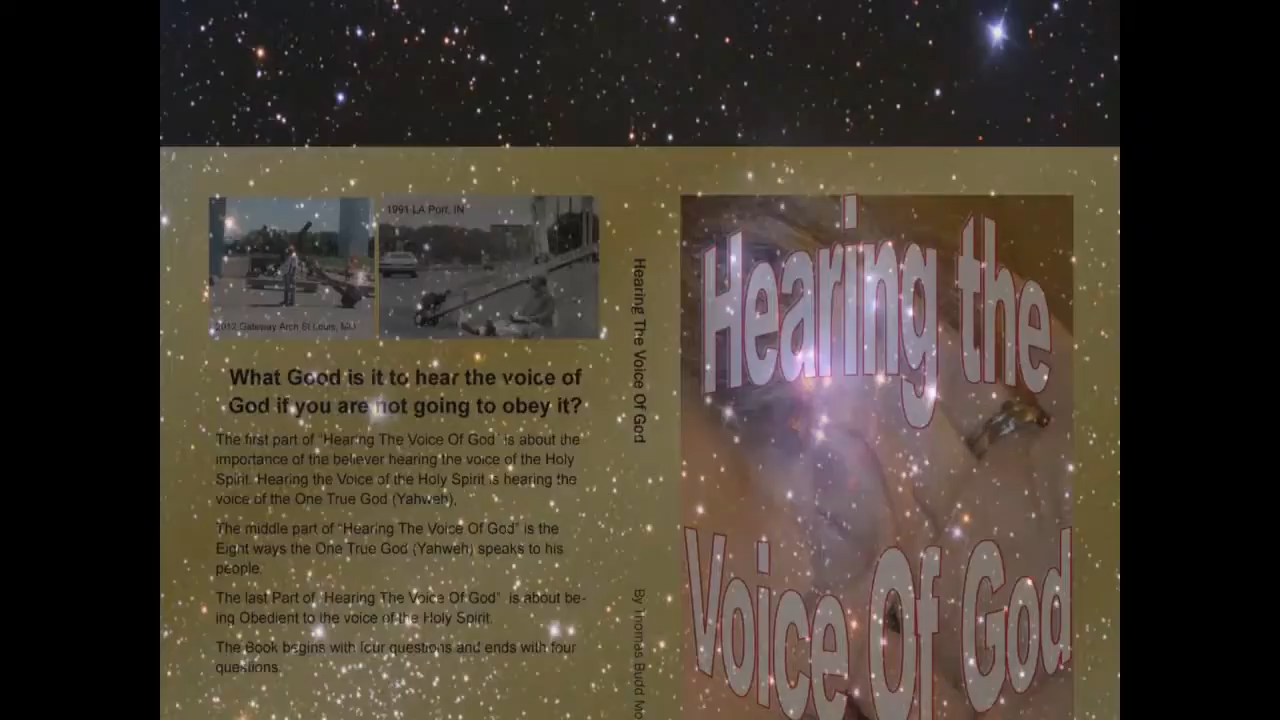 1991 LA Port, IN
2012 Gateway Arch St Louis, MO
What Good is it to hear the voice of
God if you are not going to obey it?
The first part of “Hearing The Voice Of God” is about the
importance of the believer hearing the voice of the Holy
Spirit. Hearing the Voice of the Holy Spirit is hearing the
voice of the One True God (Yahweh).
The middle part of “Hearing The Voice Of God” is the
Eight ways the One True God (Yahweh) speaks to his
people.
The last Part of “Hearing The Voice Of God” is about be-
ing Obedient to the voice of the Holy Spirit.
The Book begins with four questions and ends with four
questions.
Hearing The Voice Of God
By Thomas Budd Mo
Hearing the
Voice Of God